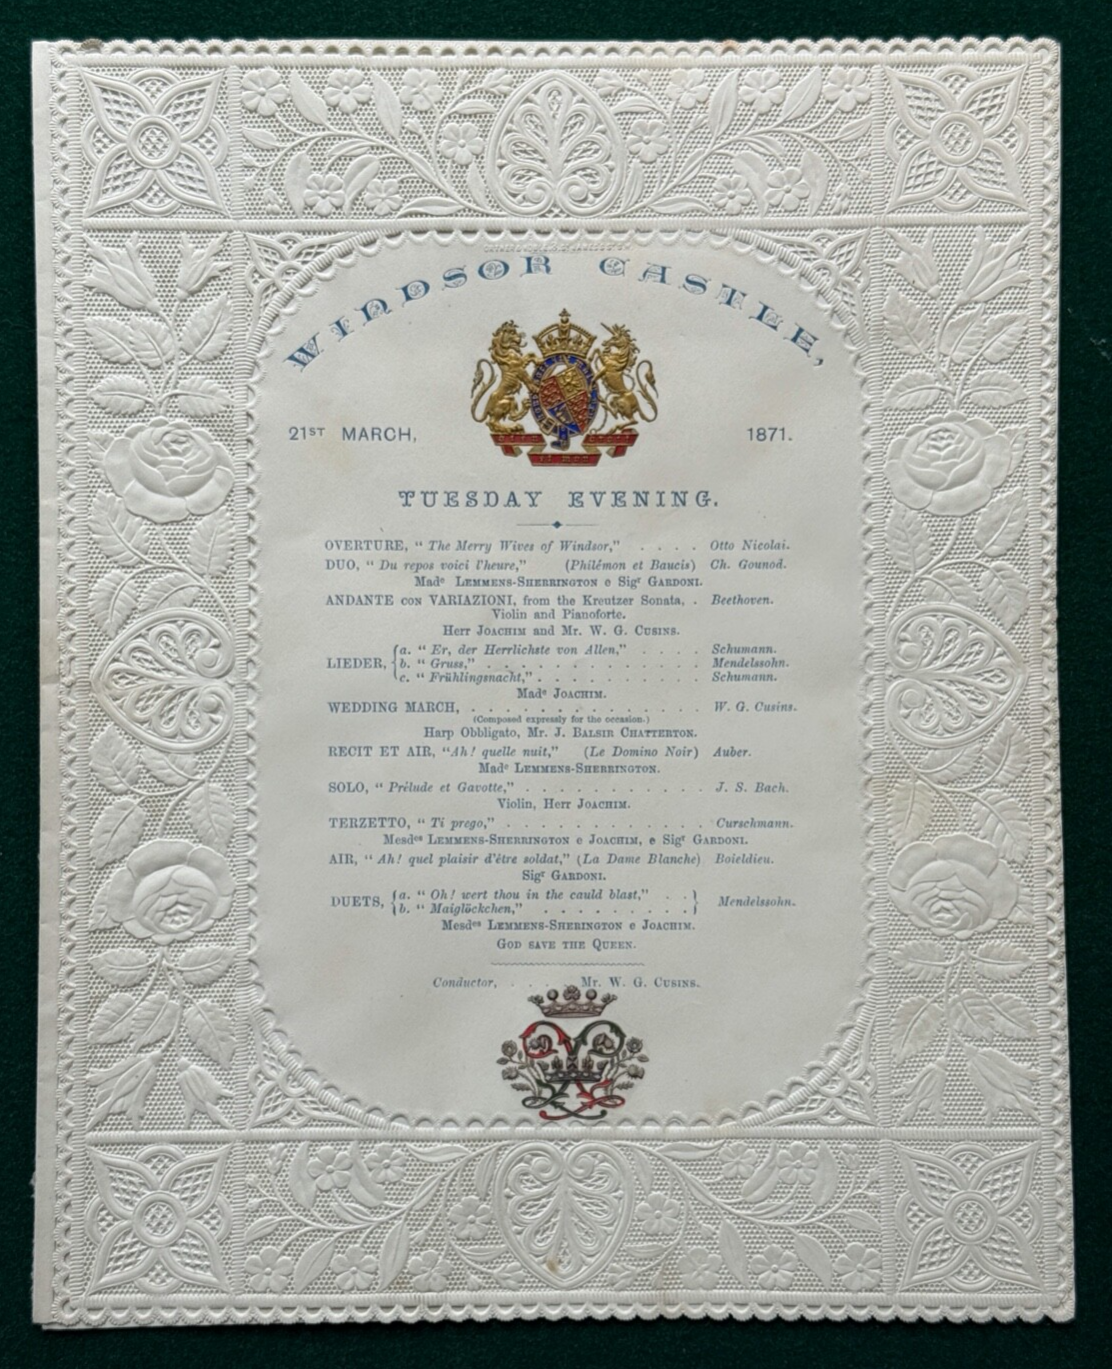 WINDSOR CASTLE,
21ST MARCH, 1871.
TUESDAY EVENING.
OVERTURE, “ The Merry Wives of Windsor,” . . . . Otto Nicolai.
DUO, “ Du repos voici l'heure,” (Philémon et Baucis) Ch. Gounod.
Made LEMMENS-SHERRINGTON e Sigr GARDONI.
ANDANTE CON VARIAZIONI, from the Kreutzer Sonata, . Beethoven.
Violin and Pianoforte.
Herr JOACHIM and Mr. W. G. CUSINS.
LIEDER, { a. “ Er, der Herrlichste von Allen,” . . . . . Schumann.
b. “ Gruss,” . . . . . . . . . . . . . Mendelssohn.
c. “ Frühlingsnacht,” . . . . . . . . . . Schumann.
Made JOACHIM.
WEDDING MARCH, . . . . . . . . . . . . . . W. G. Cusins.
(Composed expressly for the occasion.)
Harp Obbligato, Mr. J. BALSIR CHATTERTON.
RECIT ET AIR, “Ah! quelle nuit,” (Le Domino Noir) Auber.
Made LEMMENS-SHERRINGTON.
SOLO, “ Prélude et Gavotte,” . . . . . . . . . . . J. S. Bach.
Violin, Herr JOACHIM.
TERZETTO, “ Ti prego,” . . . . . . . . . . . . Curschmann.
Mesdes LEMMENS-SHERRINGTON e JOACHIM, e Sigr GARDONI.
AIR, “ Ah! quel plaisir d'être soldat,” (La Dame Blanche) Boieldieu.
Sigr GARDONI.
DUETS, { a. “ Oh! wert thou in the cauld blast,” . . } Mendelssohn.
b. “ Maiglöckchen,” . . . . . . . . .
Mesdes LEMMENS-SHERINGTON e JOACHIM.
GOD SAVE THE QUEEN.
Conductor, . . . . Mr. W. G. CUSINS.